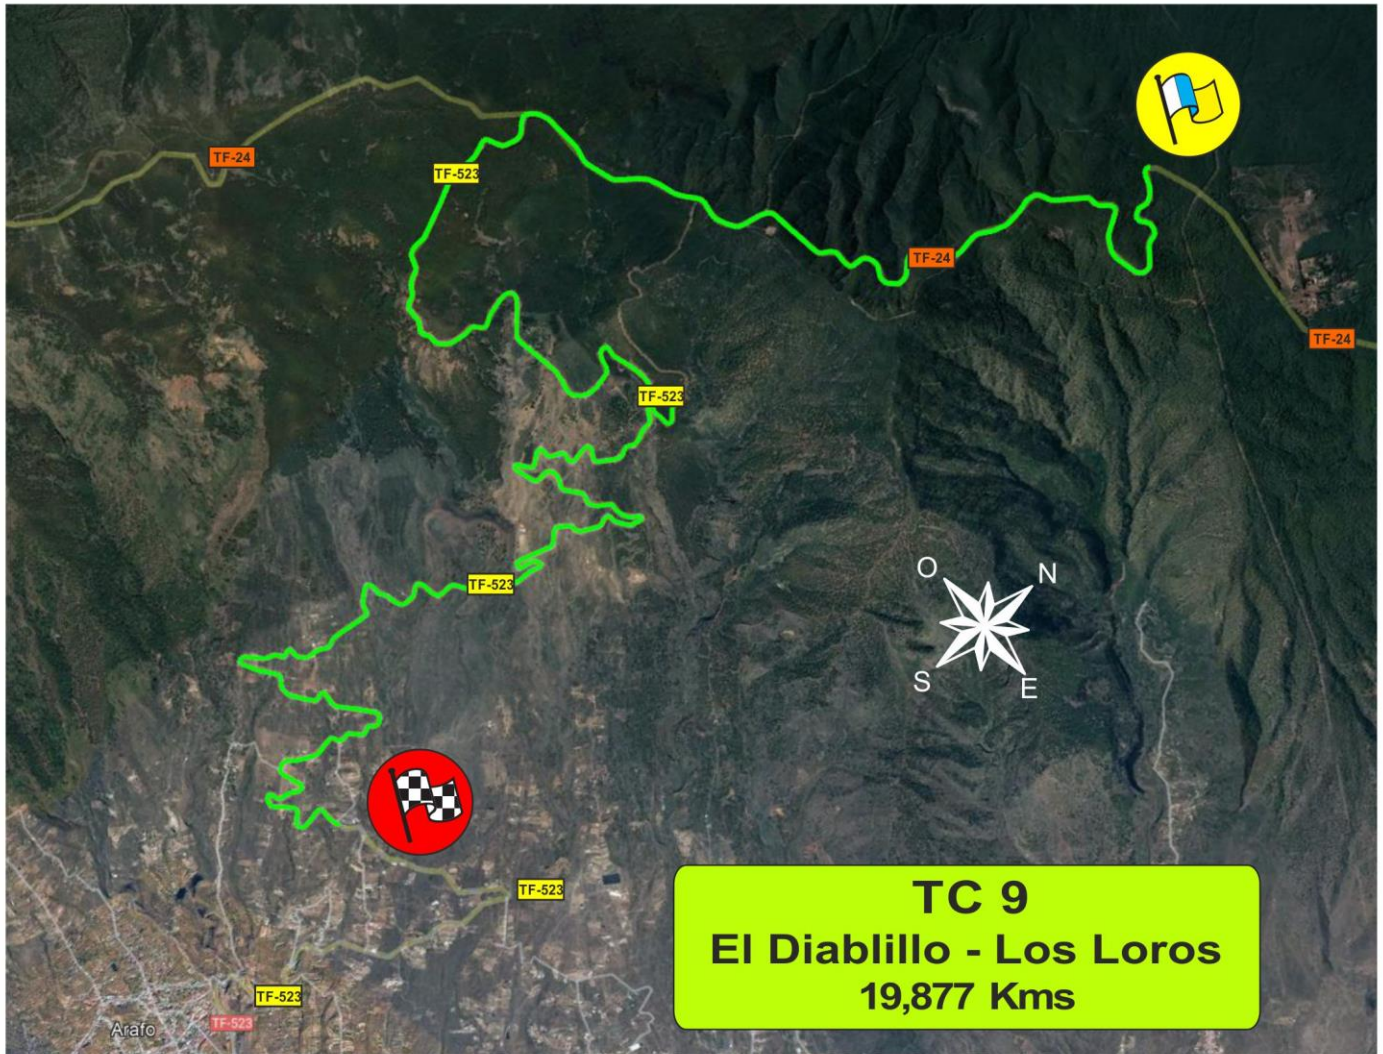 TF-24
TF-523
TF-24
TF-24
TF-523
O
N
TF-523
S
E
TF-523
TC 9
El Diablillo - Los Loros
19,877 Kms
TF-523
TF-523
Arafo